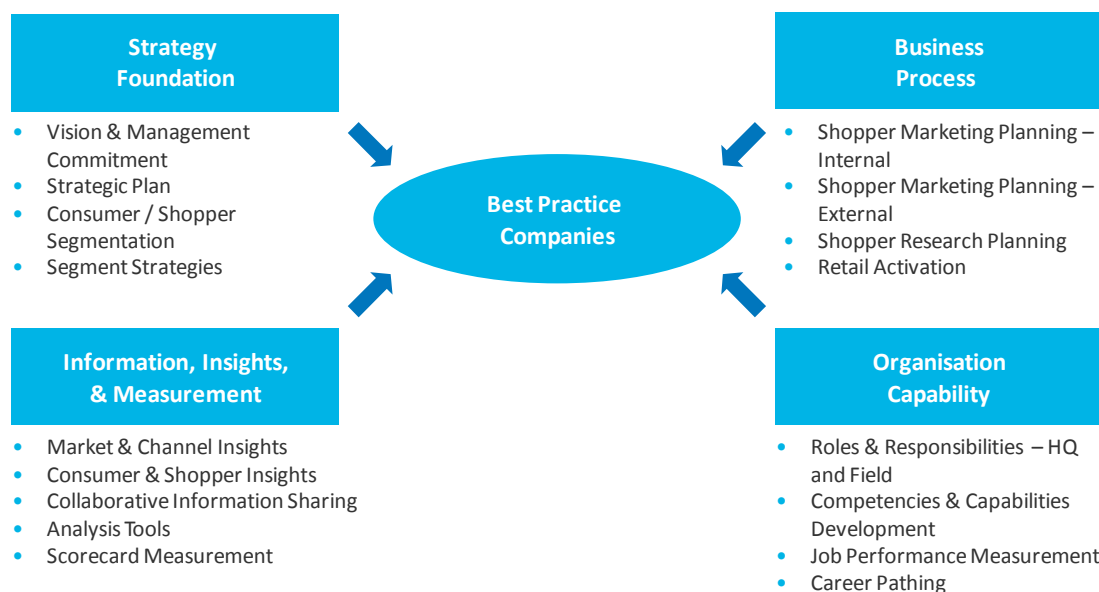 Strategy
Foundation
• Vision & Management
Commitment
• Strategic Plan
• Consumer / Shopper
Segmentation
• Segment Strategies
Business
Process
• Shopper Marketing Planning –
Internal
• Shopper Marketing Planning –
External
• Shopper Research Planning
• Retail Activation
Best Practice
Companies
Information, Insights,
& Measurement
• Market & Channel Insights
• Consumer & Shopper Insights
• Collaborative Information Sharing
• Analysis Tools
• Scorecard Measurement
Organisation
Capability
• Roles & Responsibilities – HQ
and Field
• Competencies & Capabilities
Development
• Job Performance Measurement
• Career Pathing